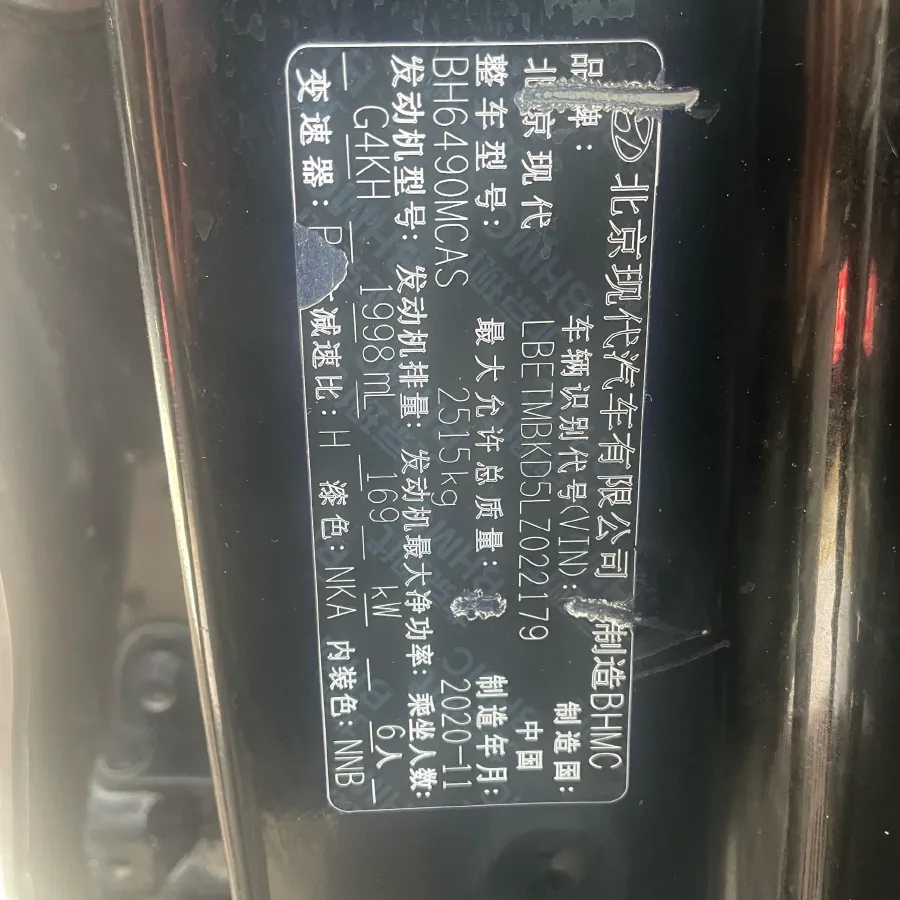 北京现代汽车有限公司 制造BHMC
品牌: 车辆识别代号(VIN): 制造国:
北京现代 LBETMBKD5LZ022179 中国
整车型号: 最大允许总质量: 制造年月:
BH6490MCAS 2515kg 2020-11
发动机型号: 发动机排量: 发动机最大净功率: 乘坐人数:
G4KH 1998mL 169 kW 6人
变速器: P 减速比: H 漆色: NKA 内装色: NNB